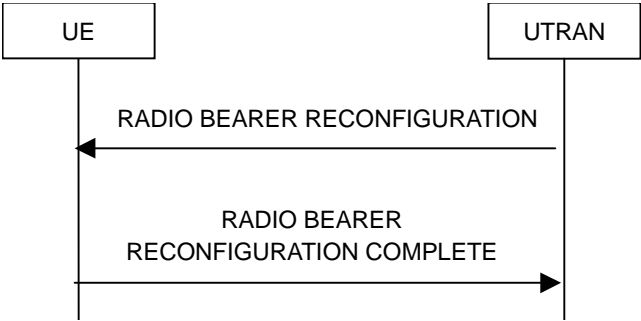 UE
UTRAN
RADIO BEARER RECONFIGURATION
RADIO BEARER
RECONFIGURATION COMPLETE